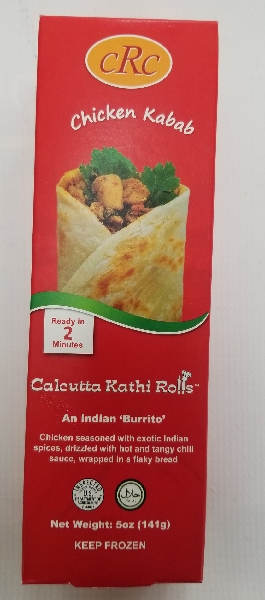 CRC
Chicken Kabab
Ready in
2
Minutes
Calcutta Kathi Rolls™
An Indian 'Burrito'
Chicken seasoned with exotic Indian
spices, drizzled with hot and tangy chili
sauce, wrapped in a flaky bread
Net Weight: 5oz (141g)
KEEP FROZEN